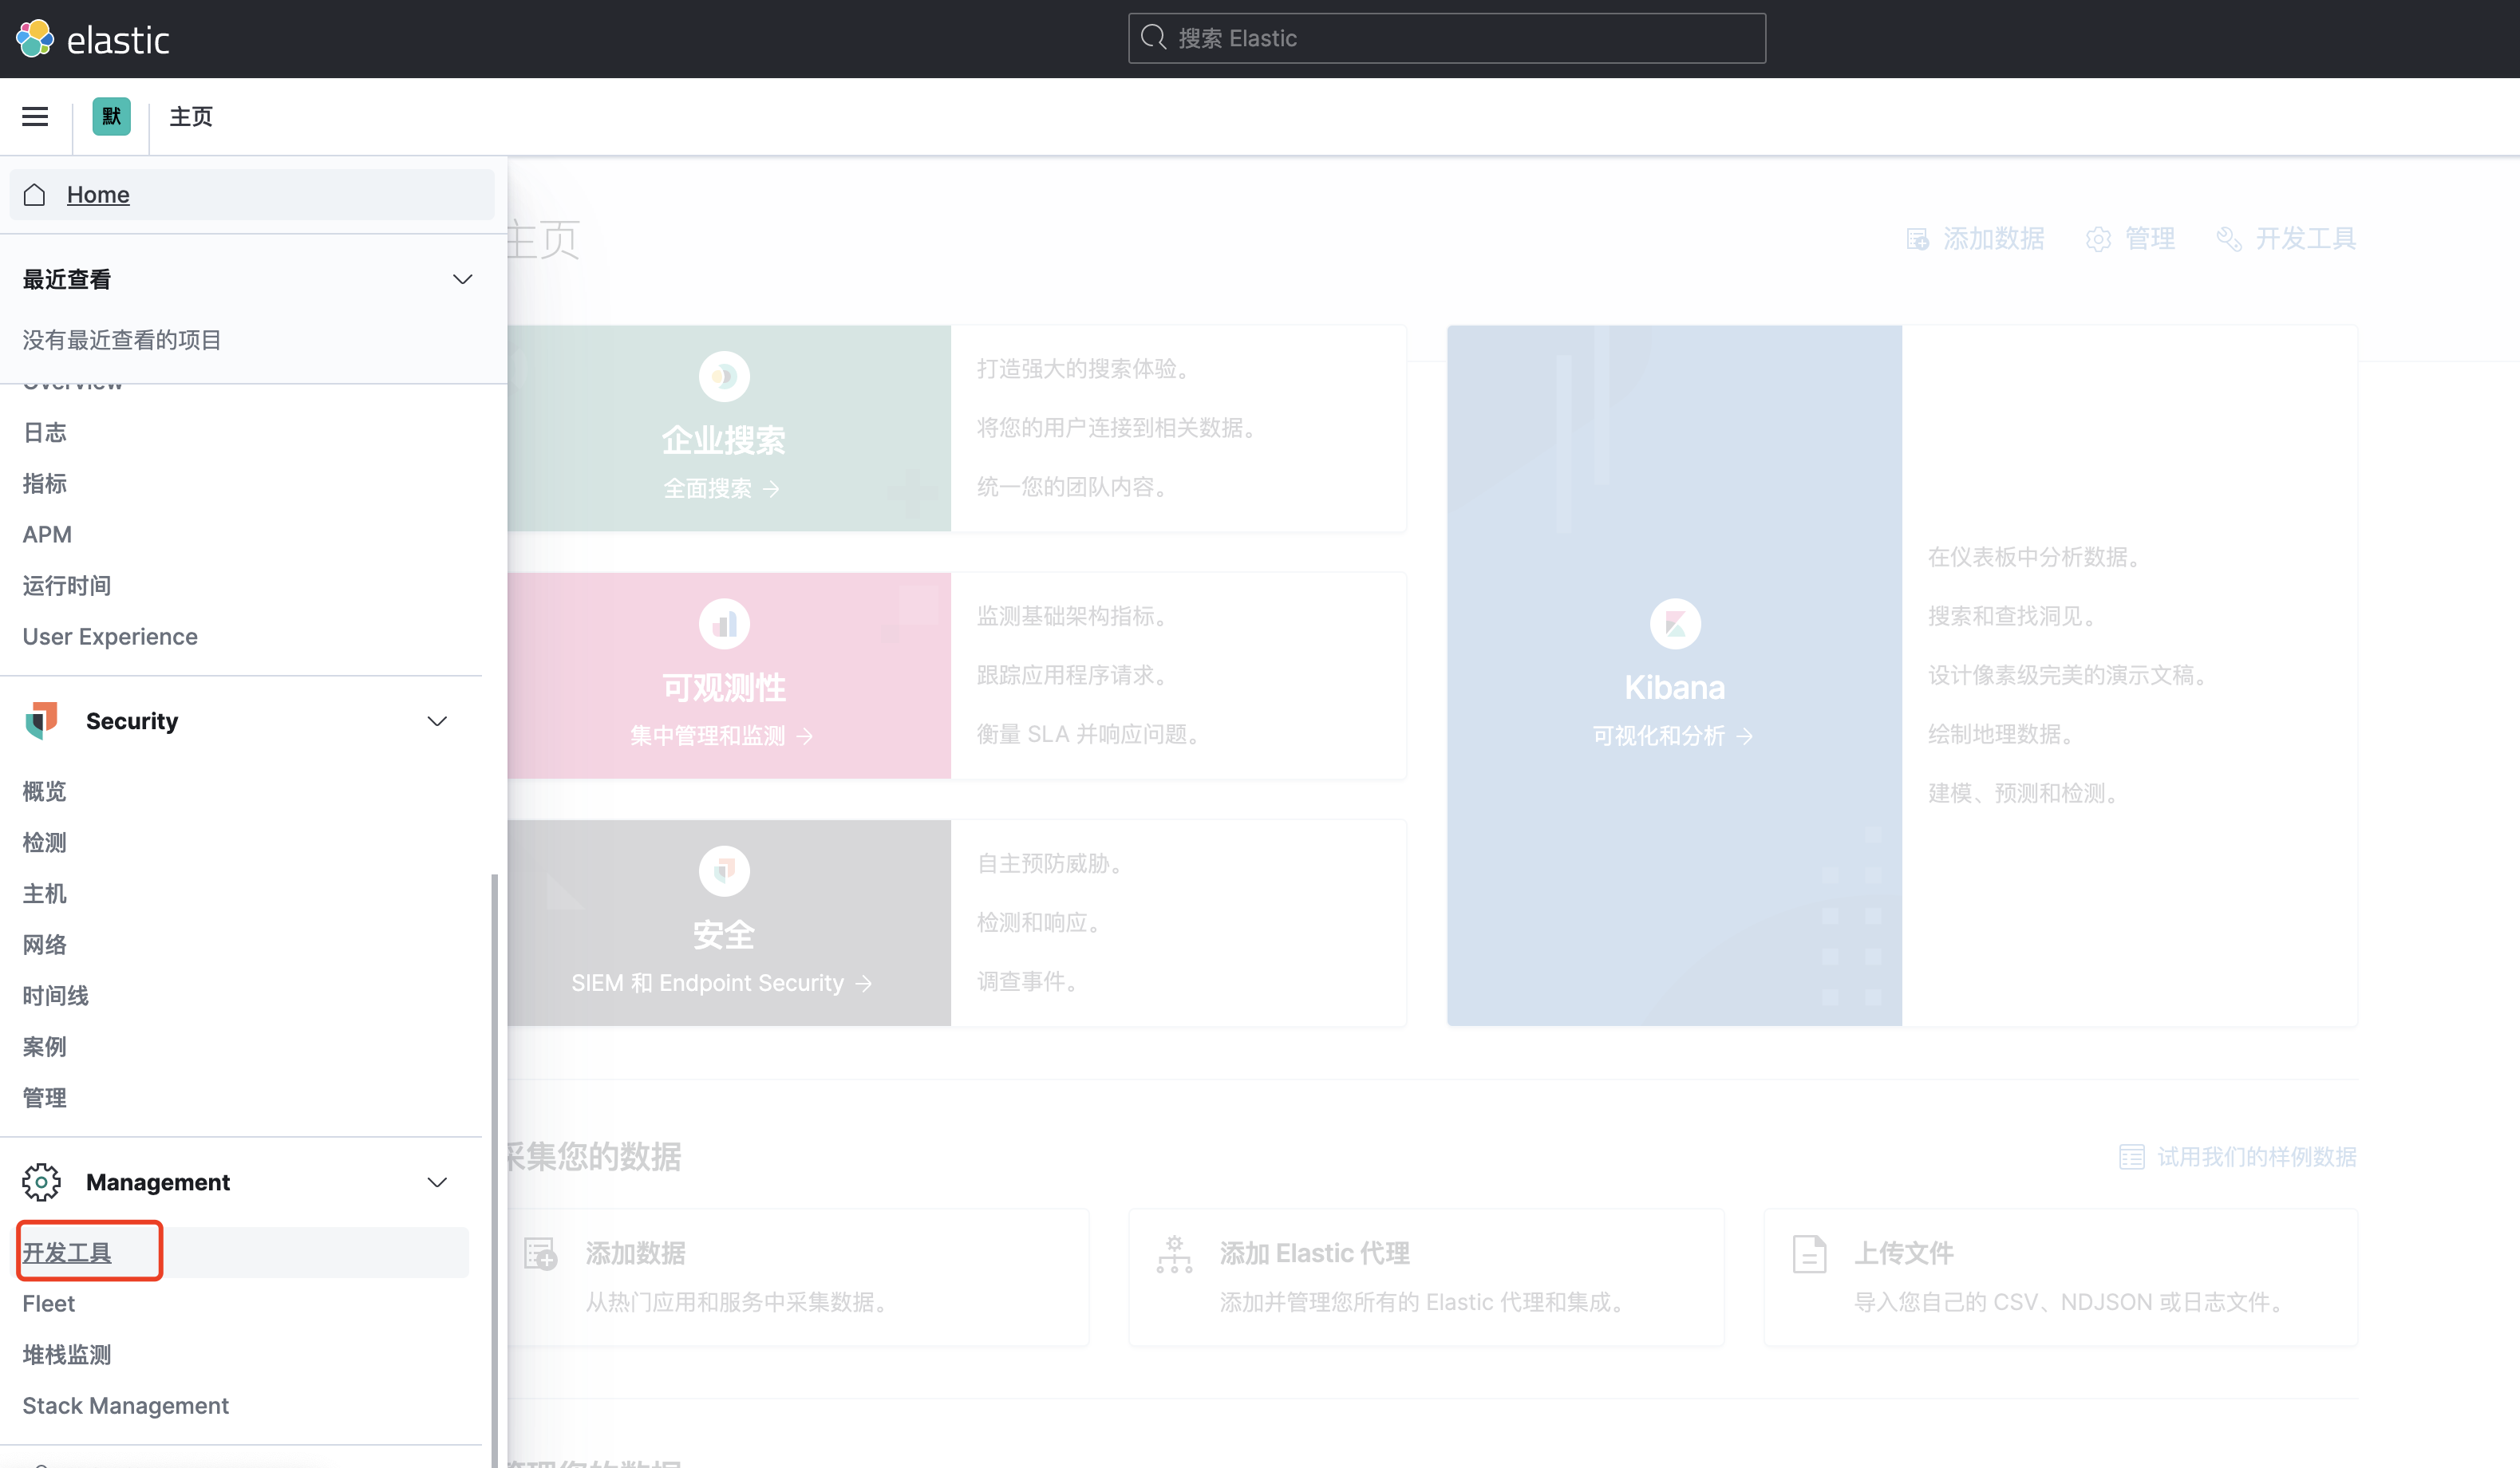 elastic
搜索 Elastic
默
主页
Home
最近查看
没有最近查看的项目
Overview
日志
指标
APM
运行时间
User Experience
Security
概览
检测
主机
网络
时间线
案例
管理
Management
开发工具
Fleet
堆栈监测
Stack Management
主页
添加数据
管理
开发工具
企业搜索
全面搜索 →
打造强大的搜索体验。
将您的用户连接到相关数据。
统一您的团队内容。
可观测性
集中管理和监测 →
监测基础架构指标。
跟踪应用程序请求。
衡量 SLA 并响应问题。
安全
SIEM 和 Endpoint Security →
自主预防威胁。
检测和响应。
调查事件。
Kibana
可视化和分析 →
在仪表板中分析数据。
搜索和查找洞见。
设计像素级完美的演示文稿。
绘制地理数据。
建模、预测和检测。
采集您的数据
试用我们的样例数据
添加数据
从热门应用和服务中采集数据。
添加 Elastic 代理
添加并管理您所有的 Elastic 代理和集成。
上传文件
导入您自己的 CSV、NDJSON 或日志文件。
管理您的数据